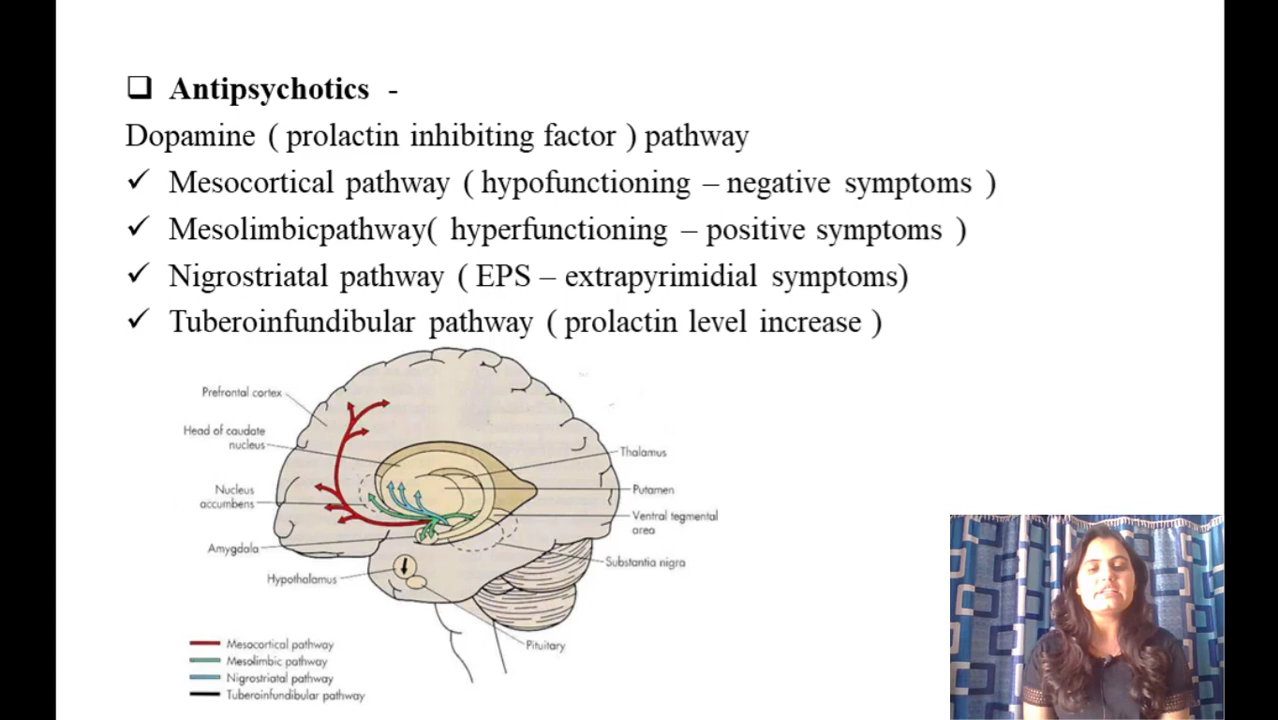 ❑ Antipsychotics -
Dopamine ( prolactin inhibiting factor ) pathway
✓ Mesocortical pathway ( hypofunctioning – negative symptoms )
✓ Mesolimbicpathway( hyperfunctioning – positive symptoms )
✓ Nigrostriatal pathway ( EPS – extrapyrimidial symptoms)
✓ Tuberoinfundibular pathway ( prolactin level increase )
Prefrontal cortex
Head of caudate
nucleus
Nucleus
accumbens
Amygdala
Hypothalamus
Thalamus
Putamen
Ventral tegmental
area
Substantia nigra
Pituitary
Mesocortical pathway
Mesolimbic pathway
Nigrostriatal pathway
Tuberoinfundibular pathway